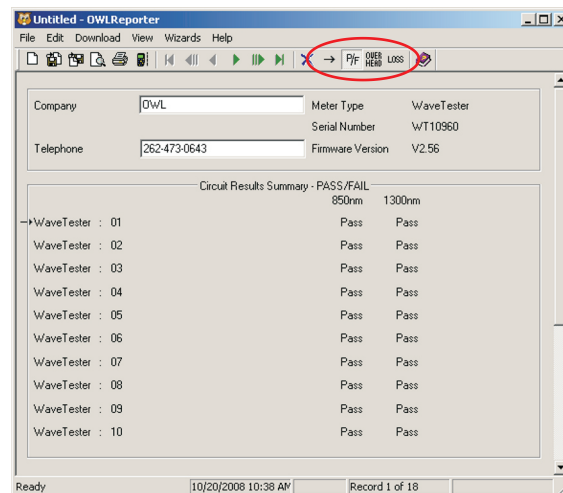 Untitled - OWLReporter
File Edit Download View Wizards Help
P/F OVER HEAD LOSS
Company OWL Meter Type WaveTester
Serial Number WT10960
Telephone 262-473-0643 Firmware Version V2.56
Circuit Results Summary - PASS/FAIL
850nm 1300nm
WaveTester : 01 Pass Pass
WaveTester : 02 Pass Pass
WaveTester : 03 Pass Pass
WaveTester : 04 Pass Pass
WaveTester : 05 Pass Pass
WaveTester : 06 Pass Pass
WaveTester : 07 Pass Pass
WaveTester : 08 Pass Pass
WaveTester : 09 Pass Pass
WaveTester : 10 Pass Pass
Ready 10/20/2008 10:38 AM Record 1 of 18